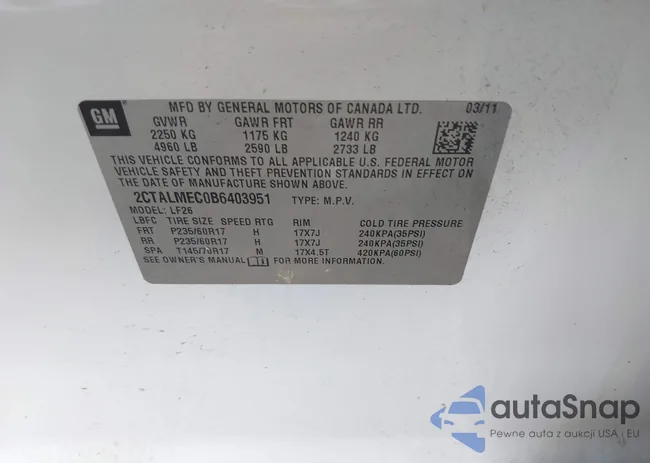 GM
MFD BY GENERAL MOTORS OF CANADA LTD. 03/11
GVWR GAWR FRT GAWR RR
2250 KG 1175 KG 1240 KG
4960 LB 2590 LB 2733 LB
THIS VEHICLE CONFORMS TO ALL APPLICABLE U.S. FEDERAL MOTOR
VEHICLE SAFETY AND THEFT PREVENTION STANDARDS IN EFFECT ON
THE DATE OF MANUFACTURE SHOWN ABOVE.
2CTALMEC0B6403951 TYPE: M.P.V.
MODEL: LF26
LBFC TIRE SIZE SPEED RTG RIM COLD TIRE PRESSURE
FRT P235/60R17 H 17X7J 240KPA(35PSI)
RR P235/60R17 H 17X7J 240KPA(35PSI)
SPA T145/7JR17 M 17X4.5T 420KPA(60PSI)
SEE OWNER'S MANUAL FOR MORE INFORMATION.
autaSnap
Pewne auta z aukcji USA i EU